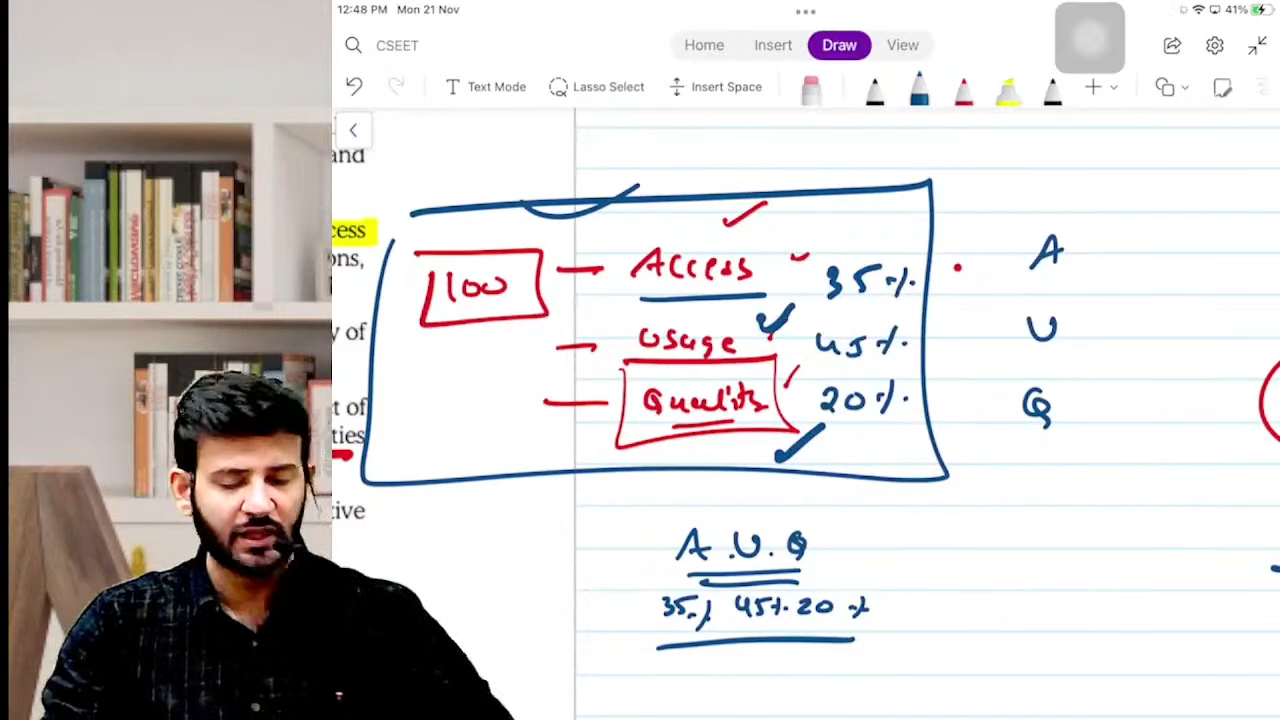 12:48 PM Mon 21 Nov
41%
CSEET
Home Insert Draw View
Text Mode Lasso Select Insert Space
and
cess
ons,
y of
t of
ties
tive
100
Access 35%
Usage 45%
Quality 20%
A
U
Q
A.U.Q
35% 45% 20%